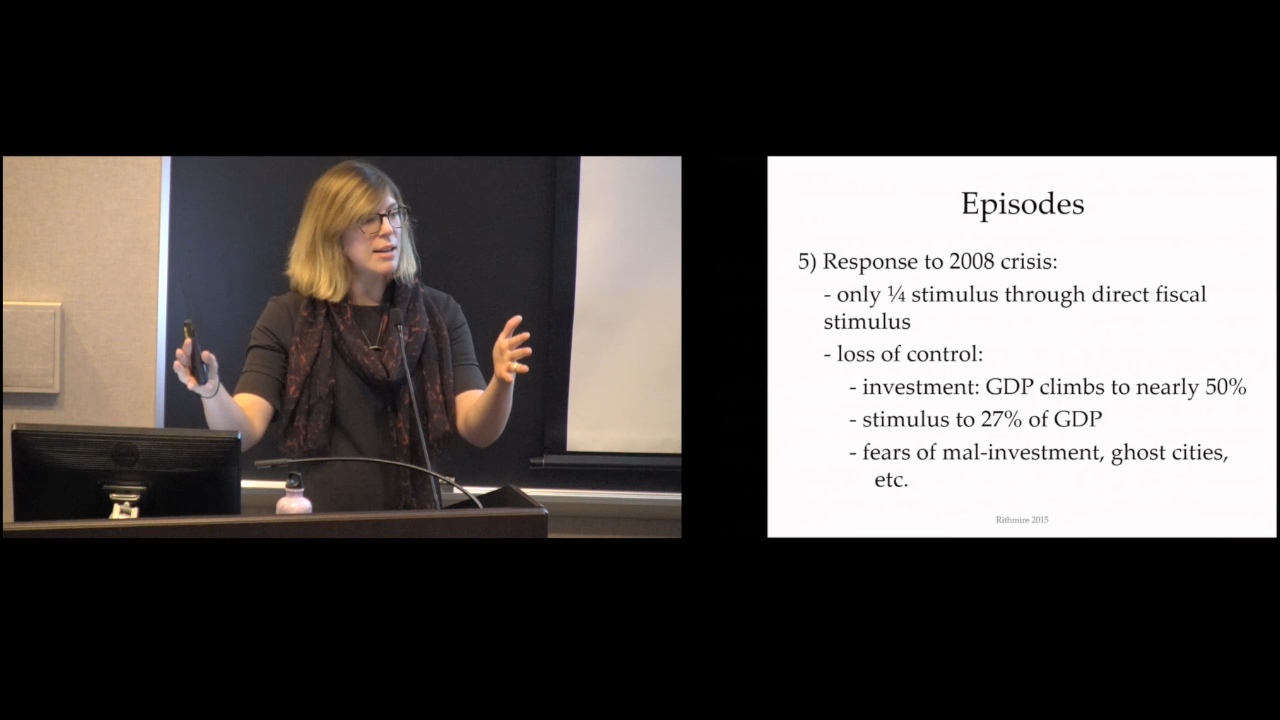 Episodes
5) Response to 2008 crisis:
- only ¼ stimulus through direct fiscal
stimulus
- loss of control:
- investment: GDP climbs to nearly 50%
- stimulus to 27% of GDP
- fears of mal-investment, ghost cities,
etc.
Rithmire 2015